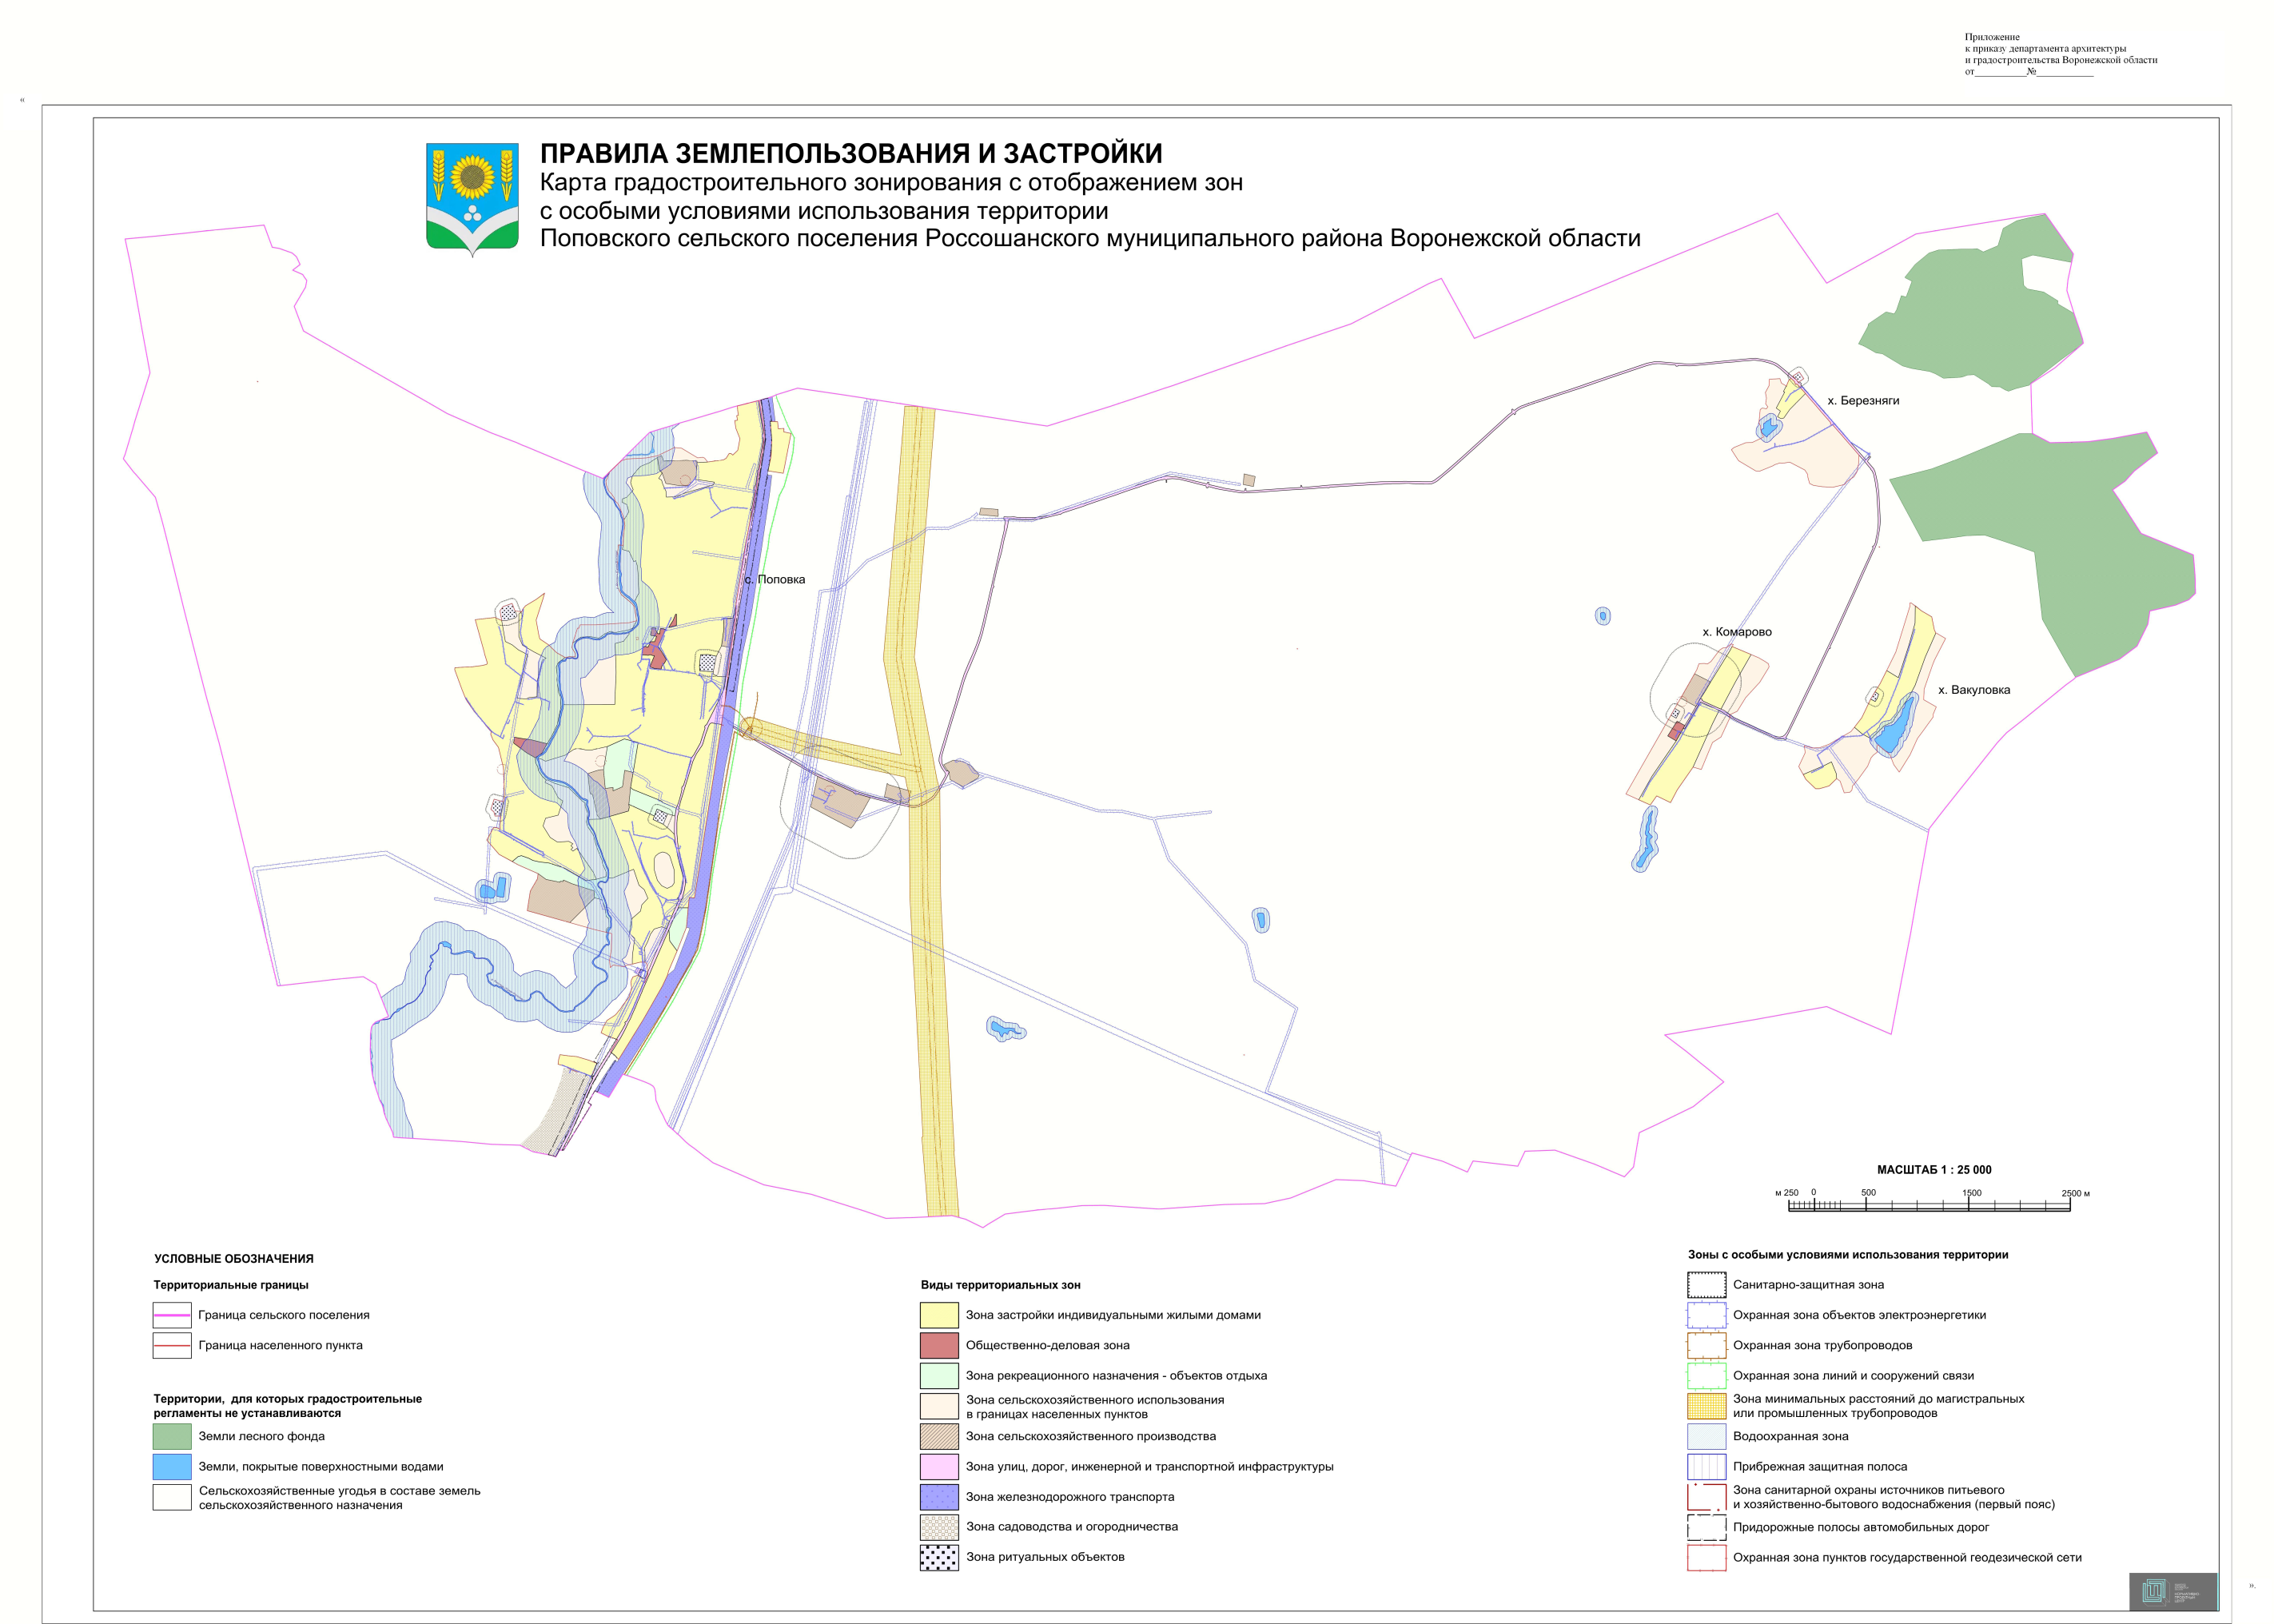 Приложение
к приказу департамента архитектуры
и градостроительства Воронежской области
от__________№___________
«
ПРАВИЛА ЗЕМЛЕПОЛЬЗОВАНИЯ И ЗАСТРОЙКИ
Карта градостроительного зонирования с отображением зон
с особыми условиями использования территории
Поповского сельского поселения Россошанского муниципального района Воронежской области
х. Березняги
с. Поповка
х. Комарово
х. Вакуловка
МАСШТАБ 1 : 25 000
м 250 0 500 1500 2500 м
УСЛОВНЫЕ ОБОЗНАЧЕНИЯ
Территориальные границы
Граница сельского поселения
Граница населенного пункта
Территории, для которых градостроительные
регламенты не устанавливаются
Земли лесного фонда
Земли, покрытые поверхностными водами
Сельскохозяйственные угодья в составе земель
сельскохозяйственного назначения
Виды территориальных зон
Зона застройки индивидуальными жилыми домами
Общественно-деловая зона
Зона рекреационного назначения - объектов отдыха
Зона сельскохозяйственного использования
в границах населенных пунктов
Зона сельскохозяйственного производства
Зона улиц, дорог, инженерной и транспортной инфраструктуры
Зона железнодорожного транспорта
Зона садоводства и огородничества
Зона ритуальных объектов
Зоны с особыми условиями использования территории
Санитарно-защитная зона
Охранная зона объектов электроэнергетики
Охранная зона трубопроводов
Охранная зона линий и сооружений связи
Зона минимальных расстояний до магистральных
или промышленных трубопроводов
Водоохранная зона
Прибрежная защитная полоса
Зона санитарной охраны источников питьевого
и хозяйственно-бытового водоснабжения (первый пояс)
Придорожные полосы автомобильных дорог
Охранная зона пунктов государственной геодезической сети
».